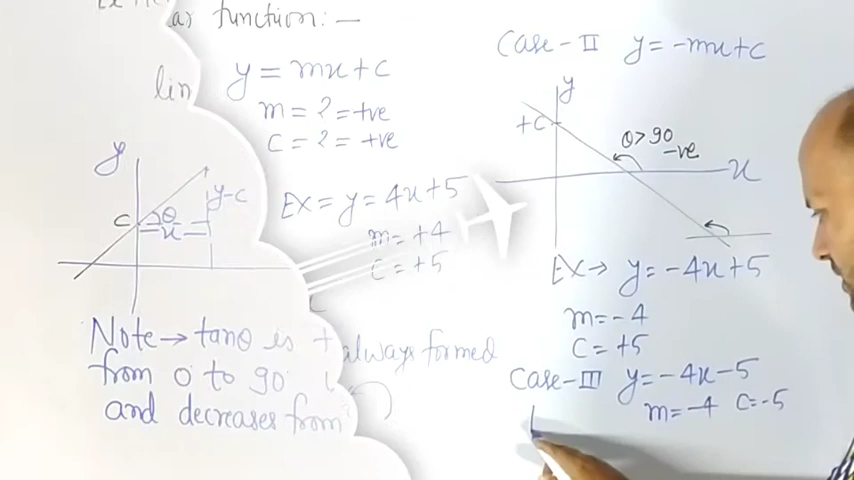 ar function:-
lin y = mx + c
m = ? = +ve
c = ? = +ve
y
y-c
c
θ
x
Ex = y = 4x + 5
m = +4
c = +5
Note → tanθ is + always formed
from 0 to 90
and decreases from
Case - II y = -mx + c
y
+c
θ > 90
-ve
x
Ex → y = -4x + 5
m = -4
c = +5
Case - III y = -4x - 5
m = -4 c = -5